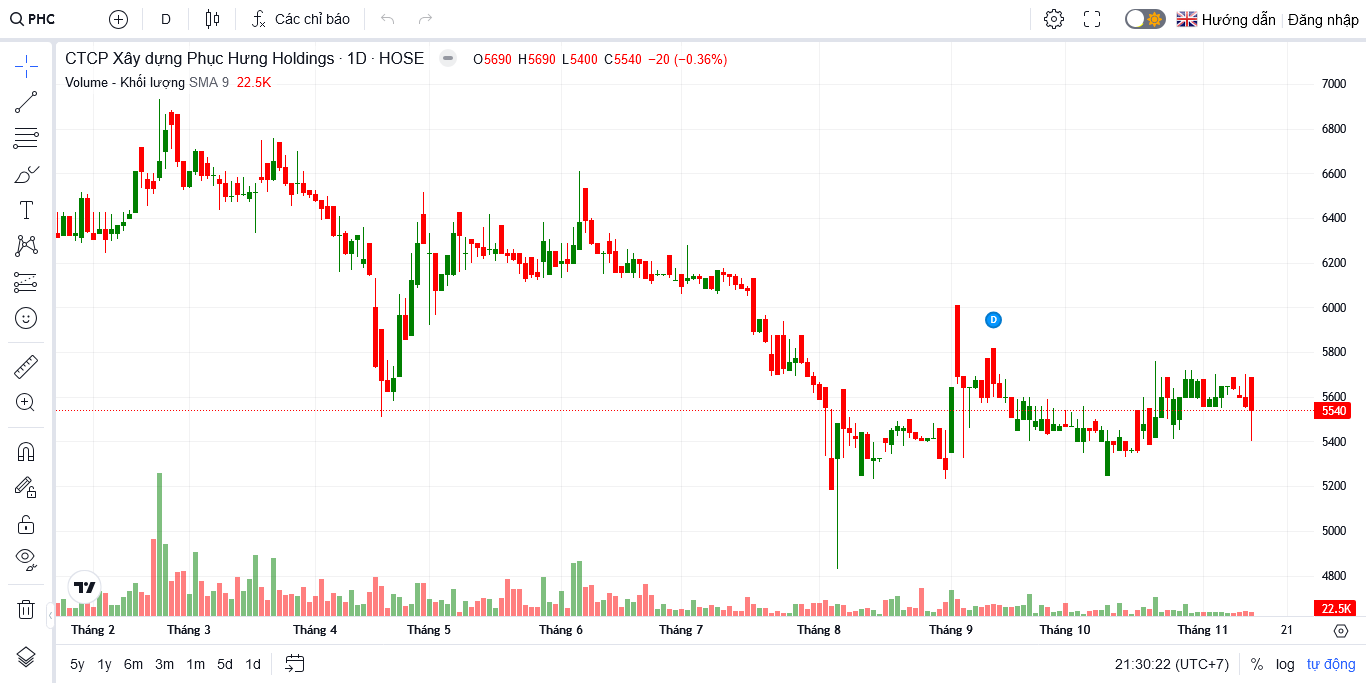 PHC D Các chỉ báo Hướng dẫn Đăng nhập
CTCP Xây dựng Phục Hưng Holdings · 1D · HOSE O5690 H5690 L5400 C5540 −20 (−0.36%)
Volume - Khối lượng SMA 9 22.5K
7000
6800
6600
6400
6200
6000
D
5800
5600
5540
5400
5200
5000
4800
22.5K
Tháng 2 Tháng 3 Tháng 4 Tháng 5 Tháng 6 Tháng 7 Tháng 8 Tháng 9 Tháng 10 Tháng 11 21
5y 1y 6m 3m 1m 5d 1d 21:30:22 (UTC+7) % log tự động